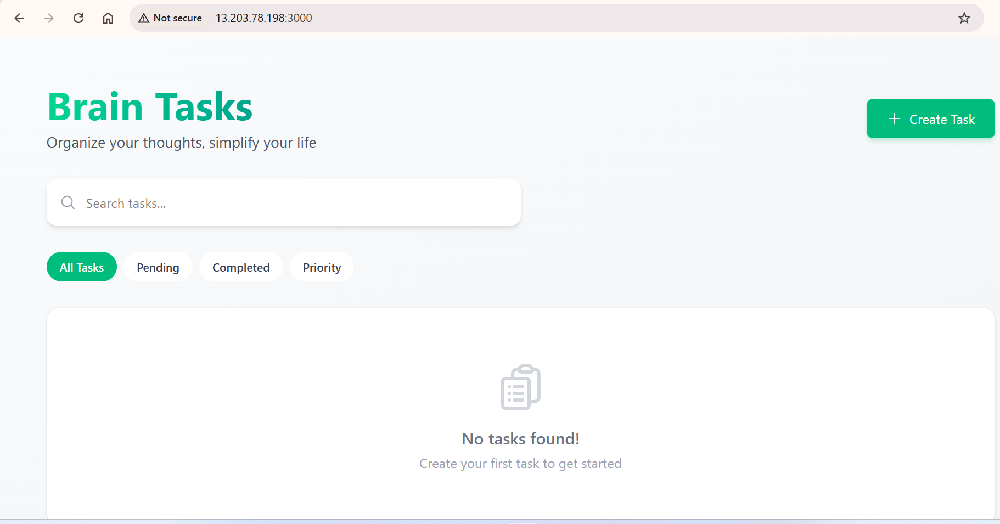 Not secure 13.203.78.198:3000
Brain Tasks
Organize your thoughts, simplify your life
Create Task
Search tasks...
All Tasks Pending Completed Priority
No tasks found!
Create your first task to get started